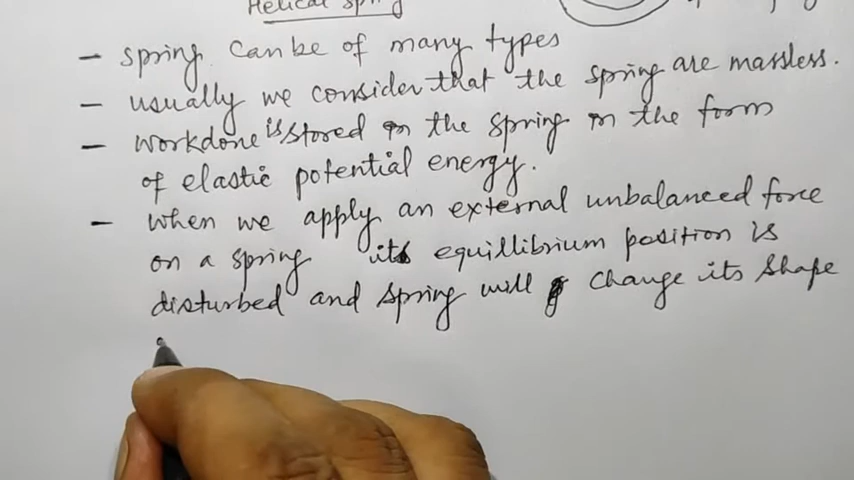 Helical spring
- spring can be of many types
- usually we consider that the spring are massless.
- workdone is stored in the spring in the form
of elastic potential energy.
- when we apply an external unbalanced force
on a spring its equillibrium position is
disturbed and spring will change its shape